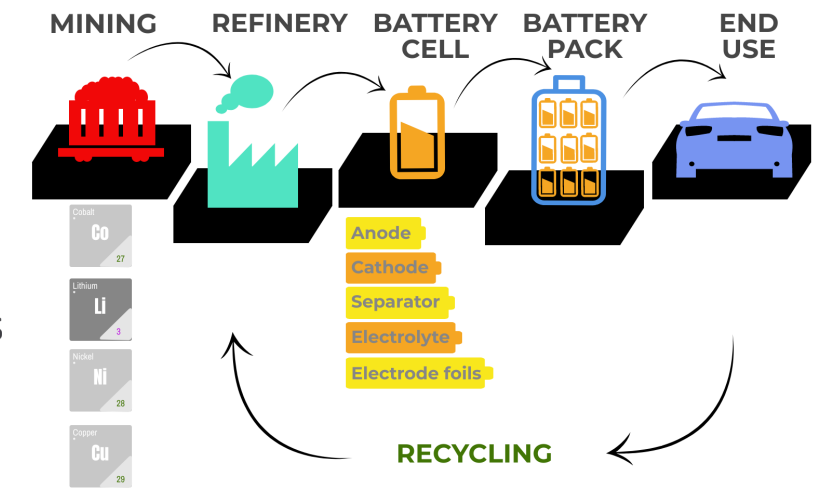 MINING
REFINERY
BATTERY
CELL
BATTERY
PACK
END
USE
Cobalt
Co
27
Lithium
Li
3
Nickel
Ni
28
Copper
Cu
29
Anode
Cathode
Separator
Electrolyte
Electrode foils
S
RECYCLING